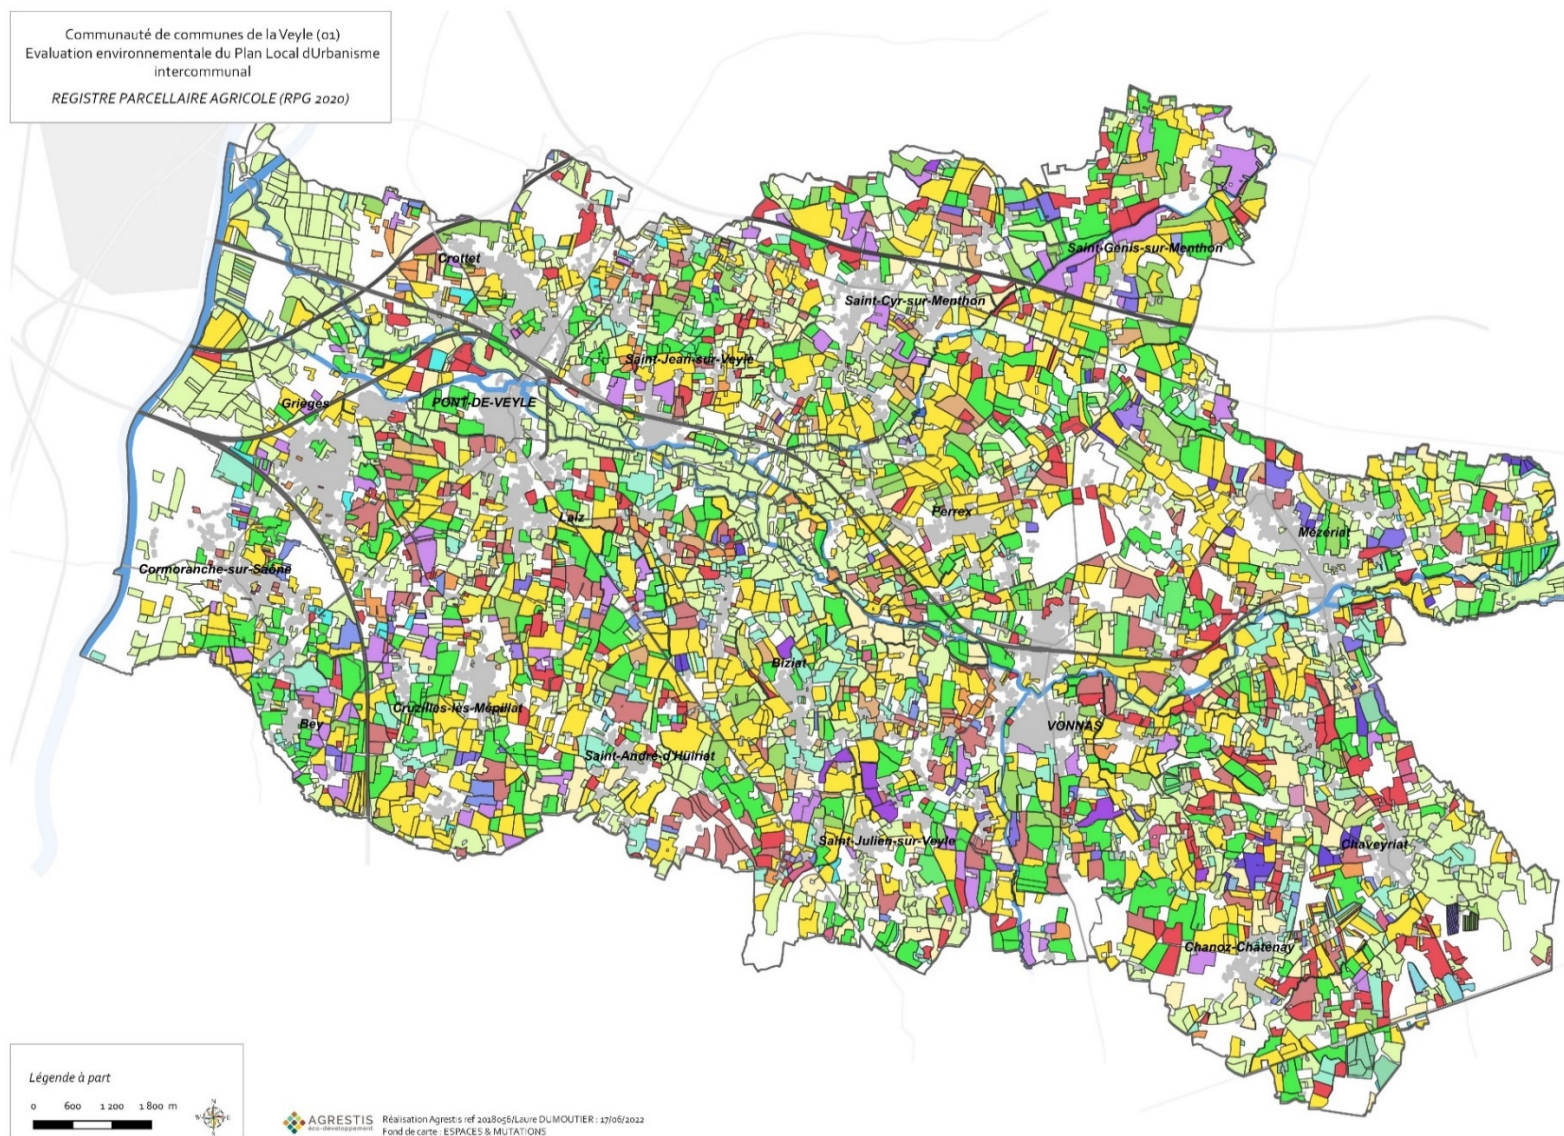 Communauté de communes de la Veyle (01)
Evaluation environnementale du Plan Local dUrbanisme
intercommunal
REGISTRE PARCELLAIRE AGRICOLE (RPG 2020)
Saint-Genis-sur-Menthon
Crottet
Saint-Cyr-sur-Menthon
Saint-Jean-sur-Veyle
Grièges
PONT-DE-VEYLE
Perrex
Laiz
Mézériat
Cormoranche-sur-Saône
Biziat
Cruzilles-lès-Mépillat
Bey
VONNAS
Saint-André-d'Huiriat
Saint-Julien-sur-Veyle
Chaveyriat
Chanoz-Châtenay
Légende à part
0 600 1 200 1 800 m
N
W E
S
AGRESTIS
éco-développement
Réalisation Agrestis ref 2018056/Laure DUMOUTIER : 17/06/2022
Fond de carte : ESPACES & MUTATIONS